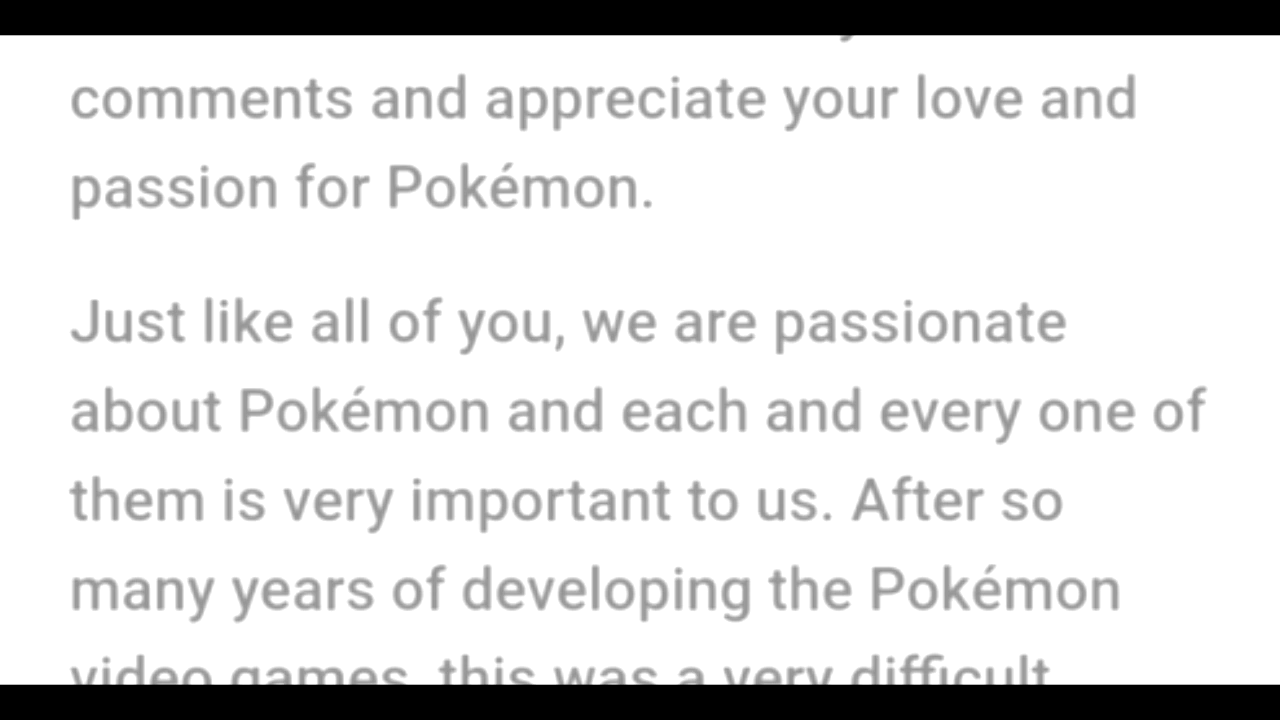 comments and appreciate your love and
passion for Pokémon.
Just like all of you, we are passionate
about Pokémon and each and every one of
them is very important to us. After so
many years of developing the Pokémon
video games, this was a very difficult